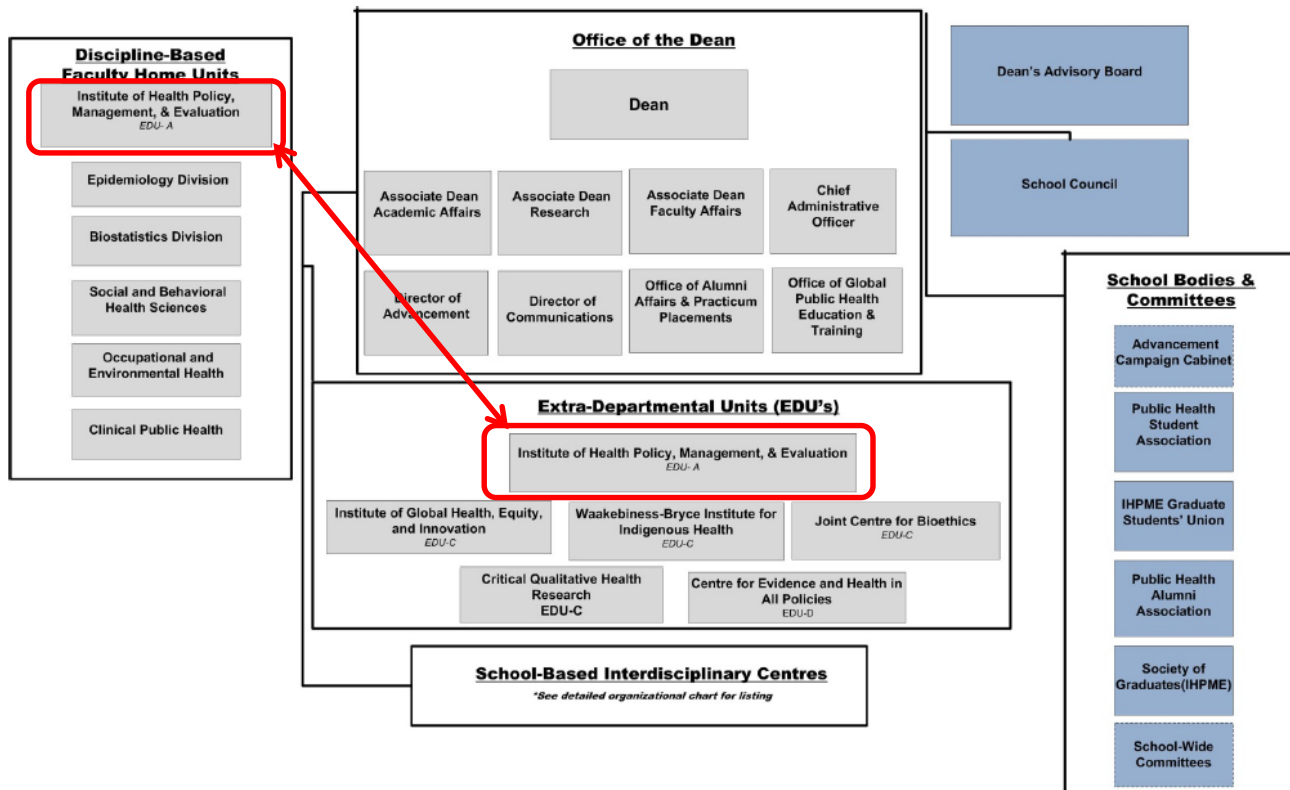 Discipline-Based
Faculty Home Units
Institute of Health Policy,
Management, & Evaluation
EDU- A
Epidemiology Division
Biostatistics Division
Social and Behavioral
Health Sciences
Occupational and
Environmental Health
Clinical Public Health
Office of the Dean
Dean
Associate Dean
Academic Affairs
Associate Dean
Research
Associate Dean
Faculty Affairs
Chief
Administrative
Officer
Director of
Advancement
Director of
Communications
Office of Alumni
Affairs & Practicum
Placements
Office of Global
Public Health
Education &
Training
Extra-Departmental Units (EDU's)
Institute of Health Policy, Management, & Evaluation
EDU- A
Institute of Global Health, Equity,
and Innovation
EDU-C
Waakebiness-Bryce Institute for
Indigenous Health
EDU-C
Joint Centre for Bioethics
EDU-C
Critical Qualitative Health
Research
EDU-C
Centre for Evidence and Health in
All Policies
EDU-D
School-Based Interdisciplinary Centres
*See detailed organizational chart for listing
Dean's Advisory Board
School Council
School Bodies &
Committees
Advancement
Campaign Cabinet
Public Health
Student
Association
IHPME Graduate
Students' Union
Public Health
Alumni
Association
Society of
Graduates(IHPME)
School-Wide
Committees